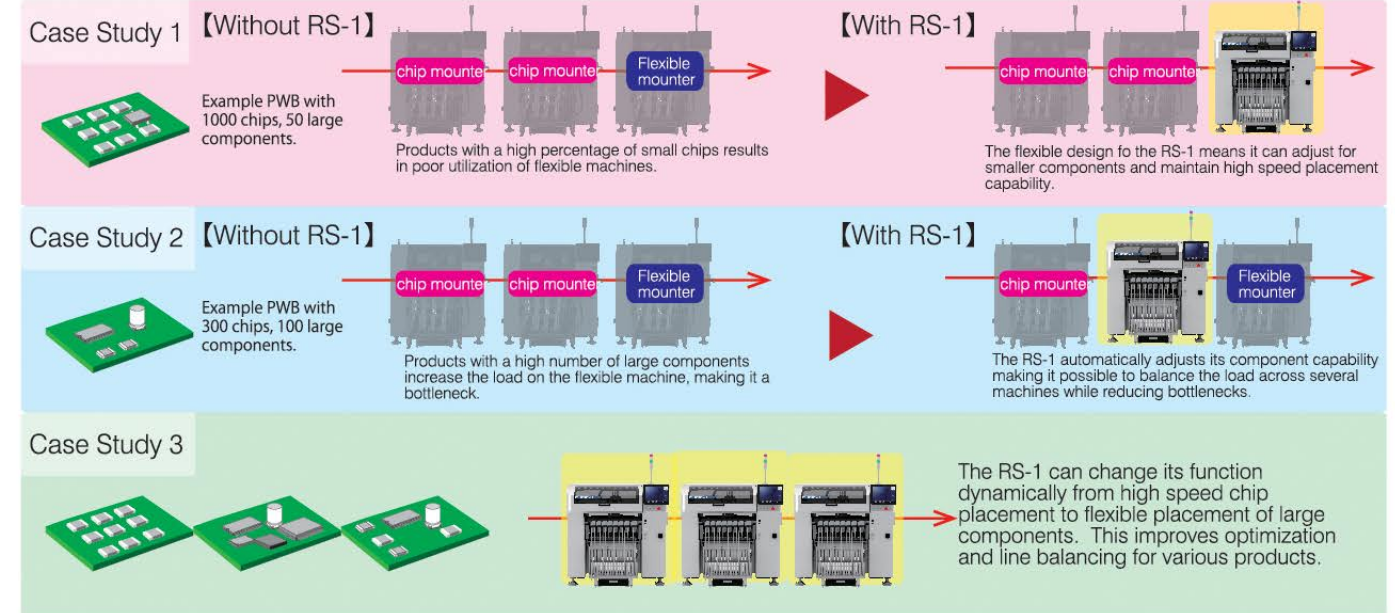 Case Study 1
【Without RS-1】
Example PWB with
1000 chips, 50 large
components.
chip mounter
chip mounter
Flexible
mounter
Products with a high percentage of small chips results
in poor utilization of flexible machines.
【With RS-1】
chip mounter
chip mounter
The flexible design fo the RS-1 means it can adjust for
smaller components and maintain high speed placement
capability.
Case Study 2
【Without RS-1】
Example PWB with
300 chips, 100 large
components.
chip mounter
chip mounter
Flexible
mounter
Products with a high number of large components
increase the load on the flexible machine, making it a
bottleneck.
【With RS-1】
chip mounter
Flexible
mounter
The RS-1 automatically adjusts its component capability
making it possible to balance the load across several
machines while reducing bottlenecks.
Case Study 3
The RS-1 can change its function
dynamically from high speed chip
placement to flexible placement of large
components. This improves optimization
and line balancing for various products.